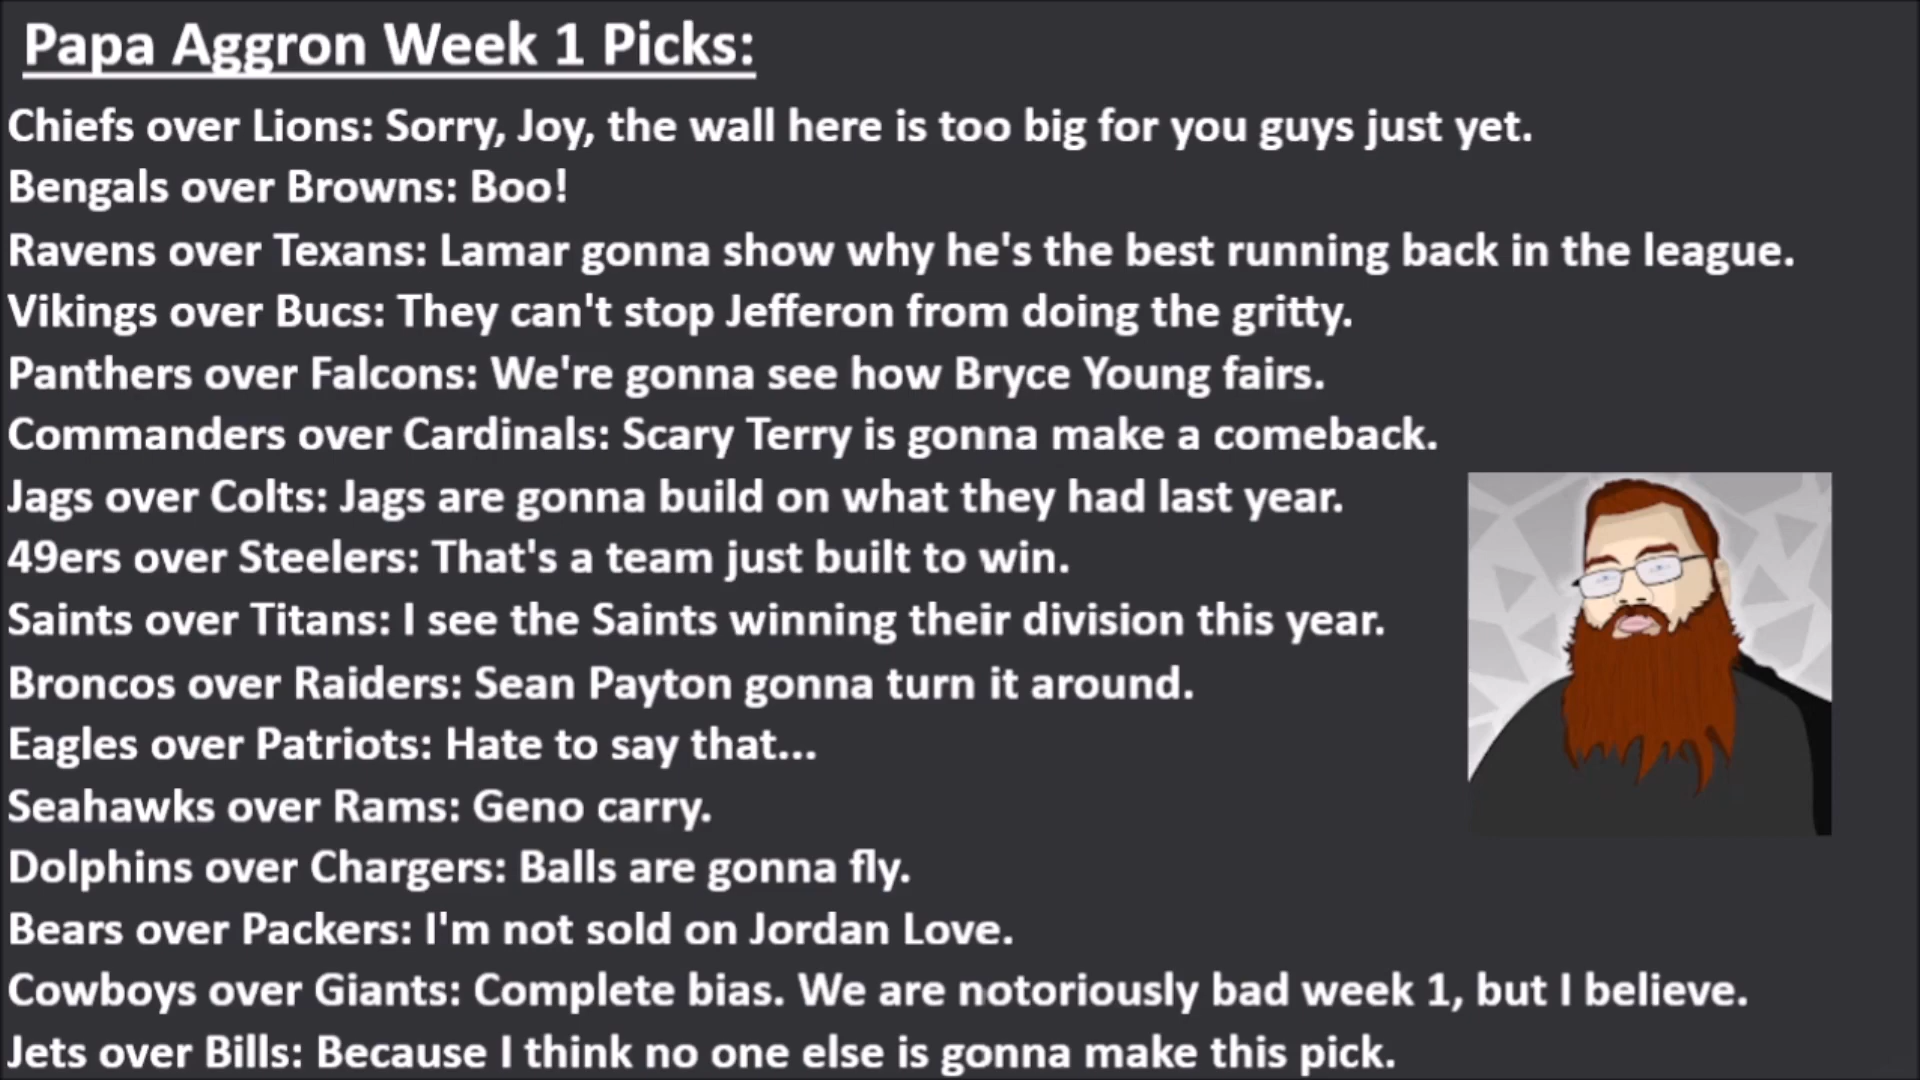 Papa Aggron Week 1 Picks:
Chiefs over Lions: Sorry, Joy, the wall here is too big for you guys just yet.
Bengals over Browns: Boo!
Ravens over Texans: Lamar gonna show why he's the best running back in the league.
Vikings over Bucs: They can't stop Jefferon from doing the gritty.
Panthers over Falcons: We're gonna see how Bryce Young fairs.
Commanders over Cardinals: Scary Terry is gonna make a comeback.
Jags over Colts: Jags are gonna build on what they had last year.
49ers over Steelers: That's a team just built to win.
Saints over Titans: I see the Saints winning their division this year.
Broncos over Raiders: Sean Payton gonna turn it around.
Eagles over Patriots: Hate to say that...
Seahawks over Rams: Geno carry.
Dolphins over Chargers: Balls are gonna fly.
Bears over Packers: I'm not sold on Jordan Love.
Cowboys over Giants: Complete bias. We are notoriously bad week 1, but I believe.
Jets over Bills: Because I think no one else is gonna make this pick.